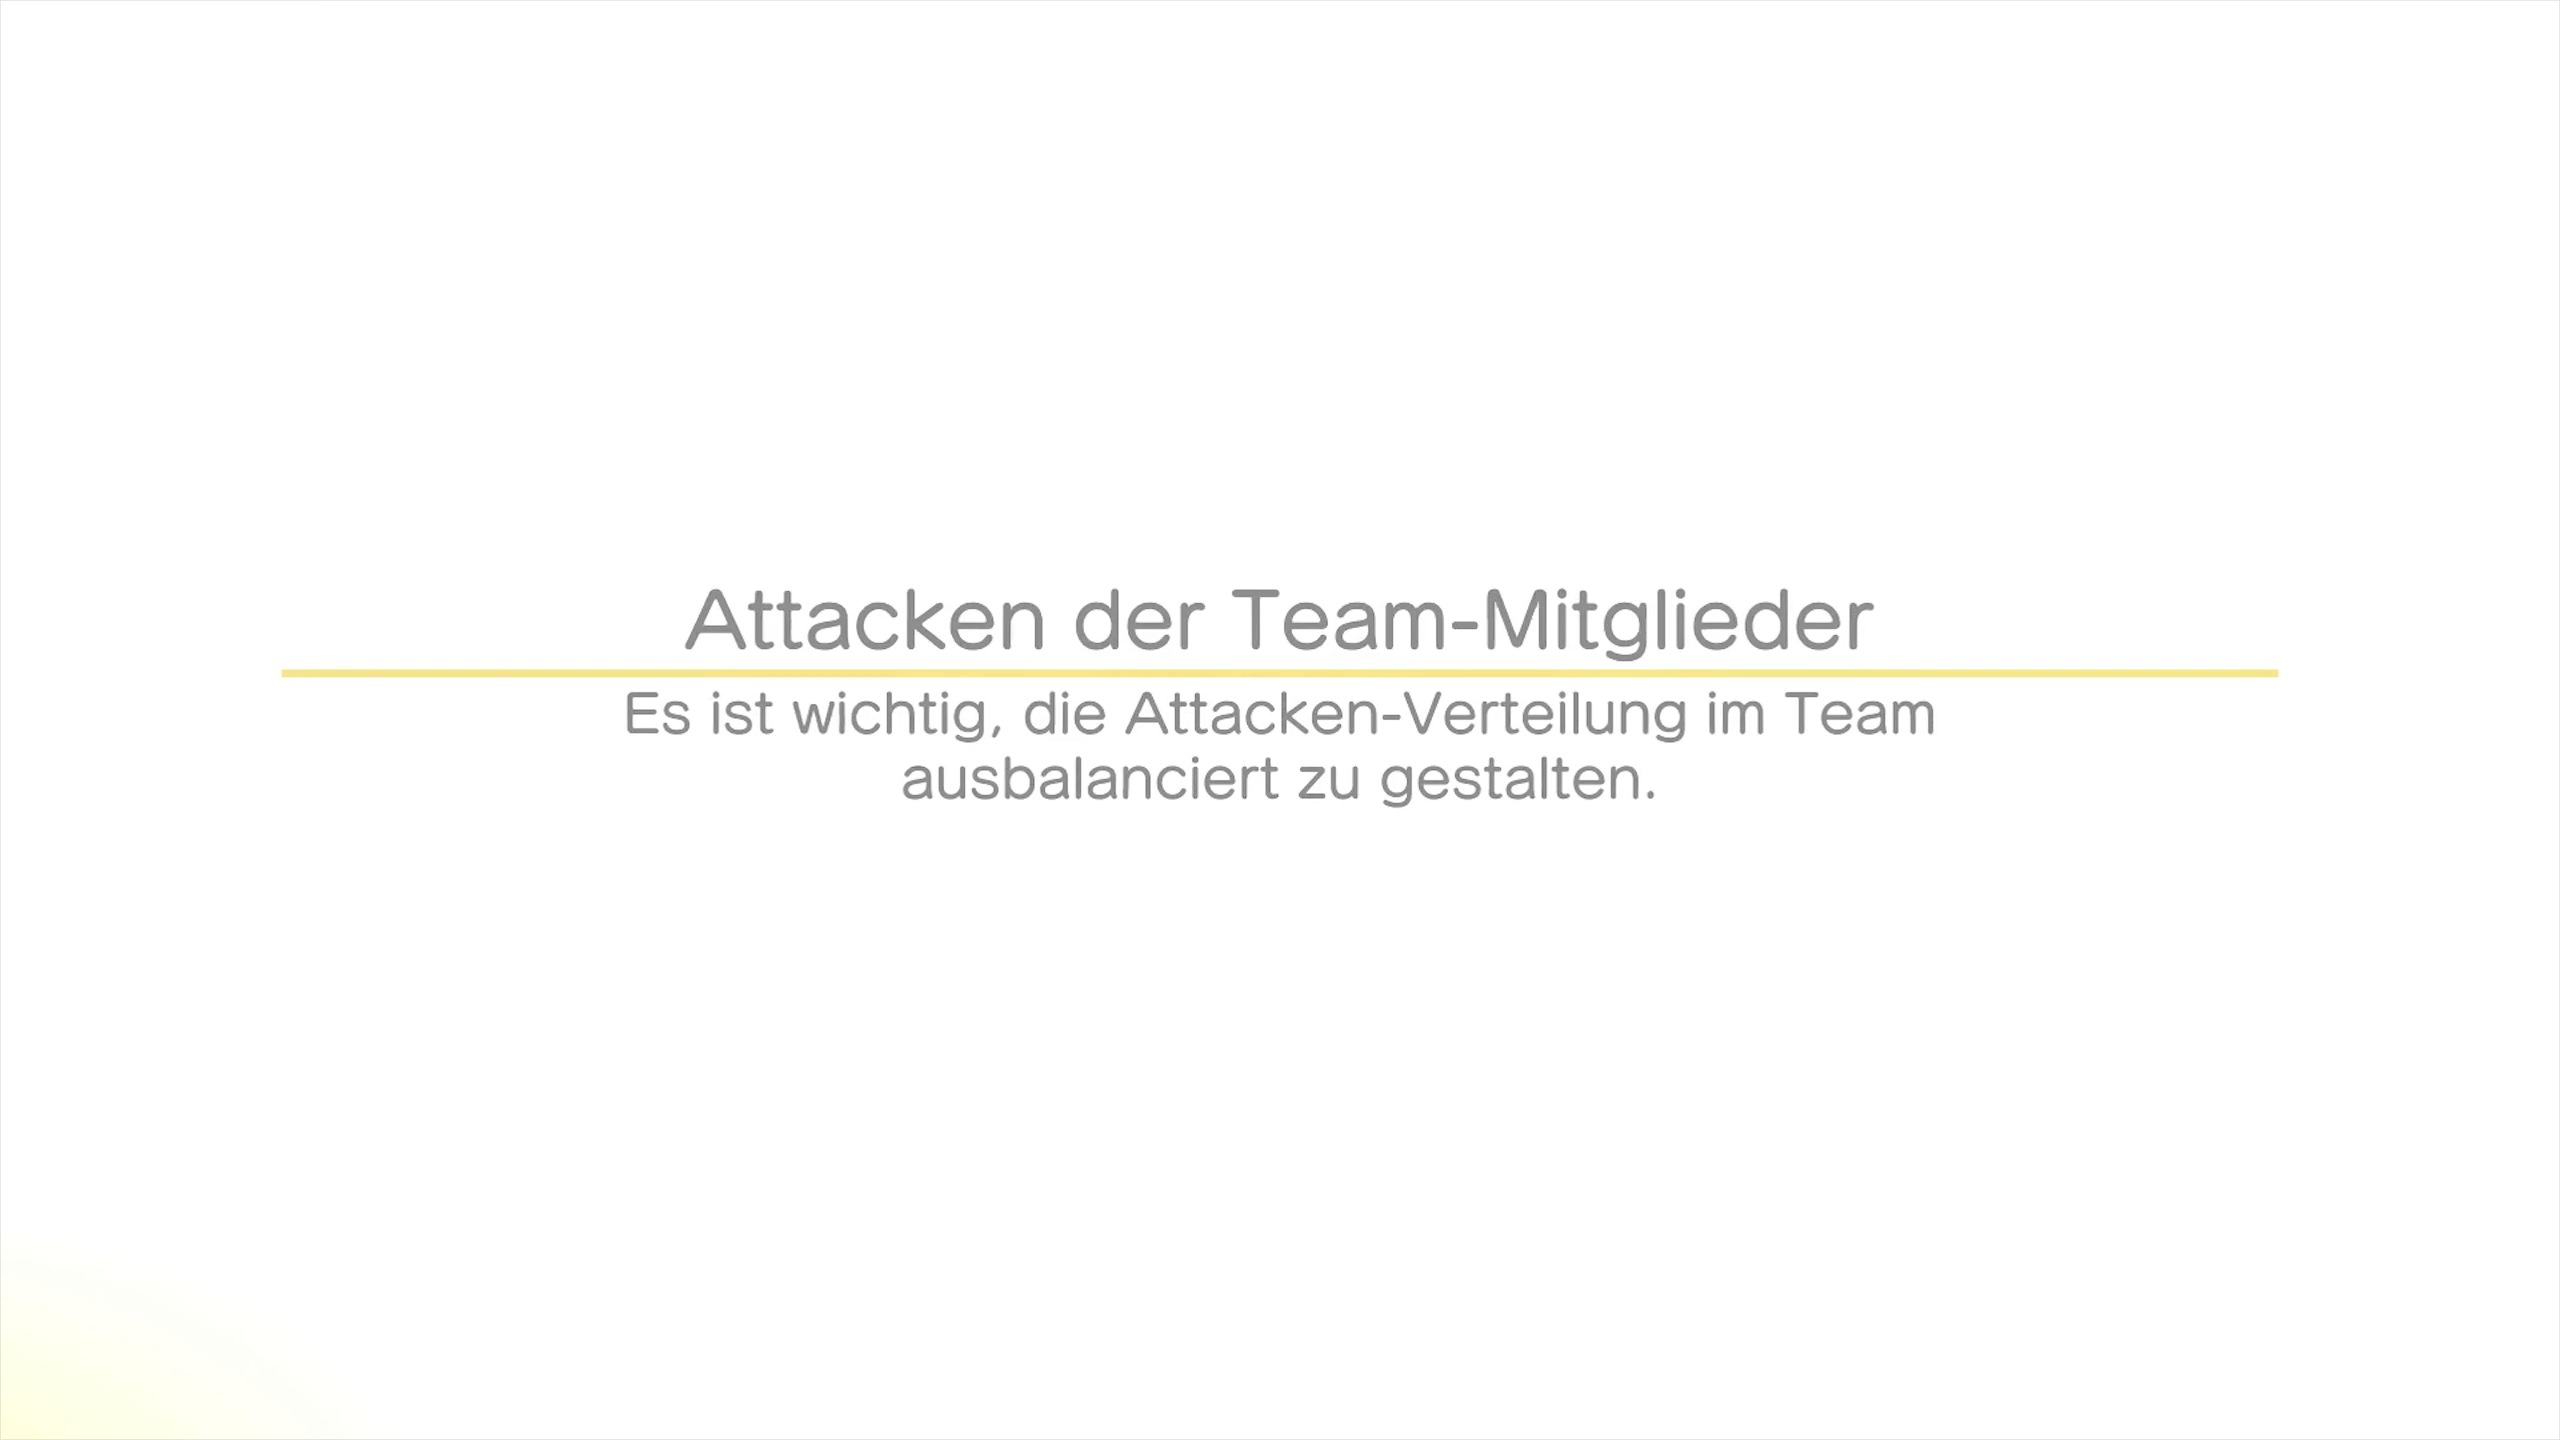 Attacken der Team-Mitglieder
Es ist wichtig, die Attacken-Verteilung im Team
ausbalanciert zu gestalten.